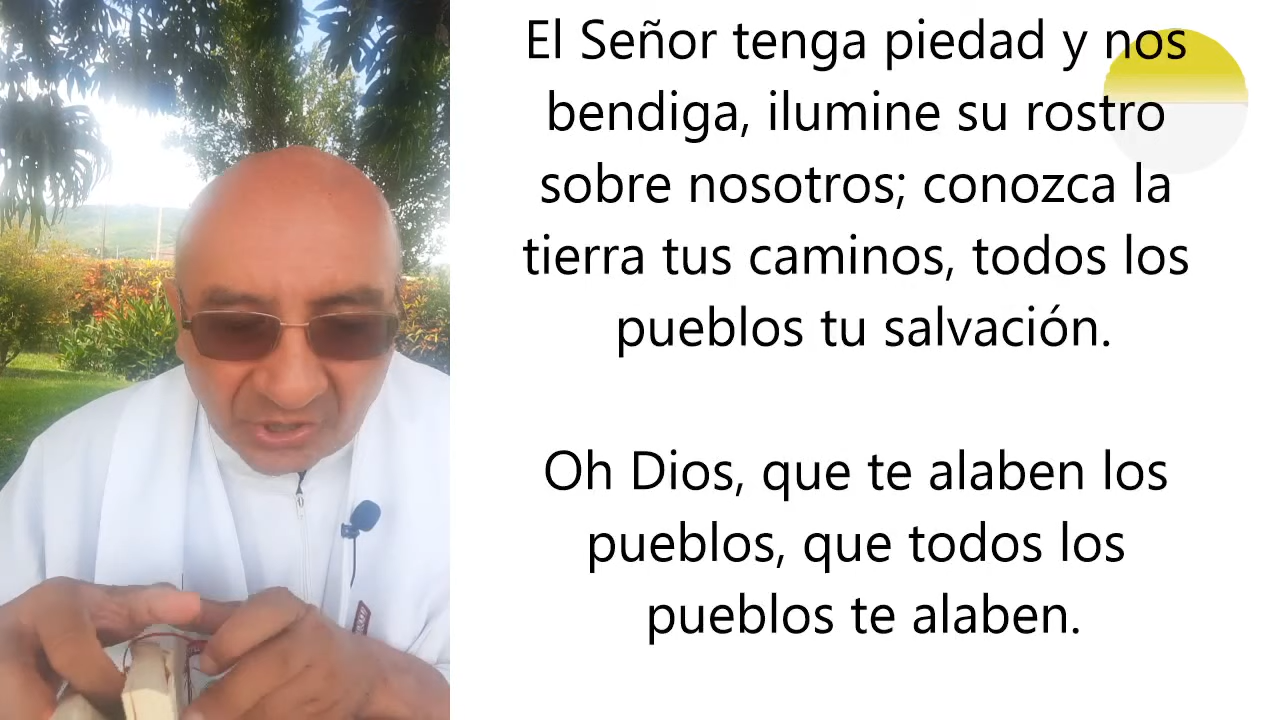 El Señor tenga piedad y nos
bendiga, ilumine su rostro
sobre nosotros; conozca la
tierra tus caminos, todos los
pueblos tu salvación.
Oh Dios, que te alaben los
pueblos, que todos los
pueblos te alaben.